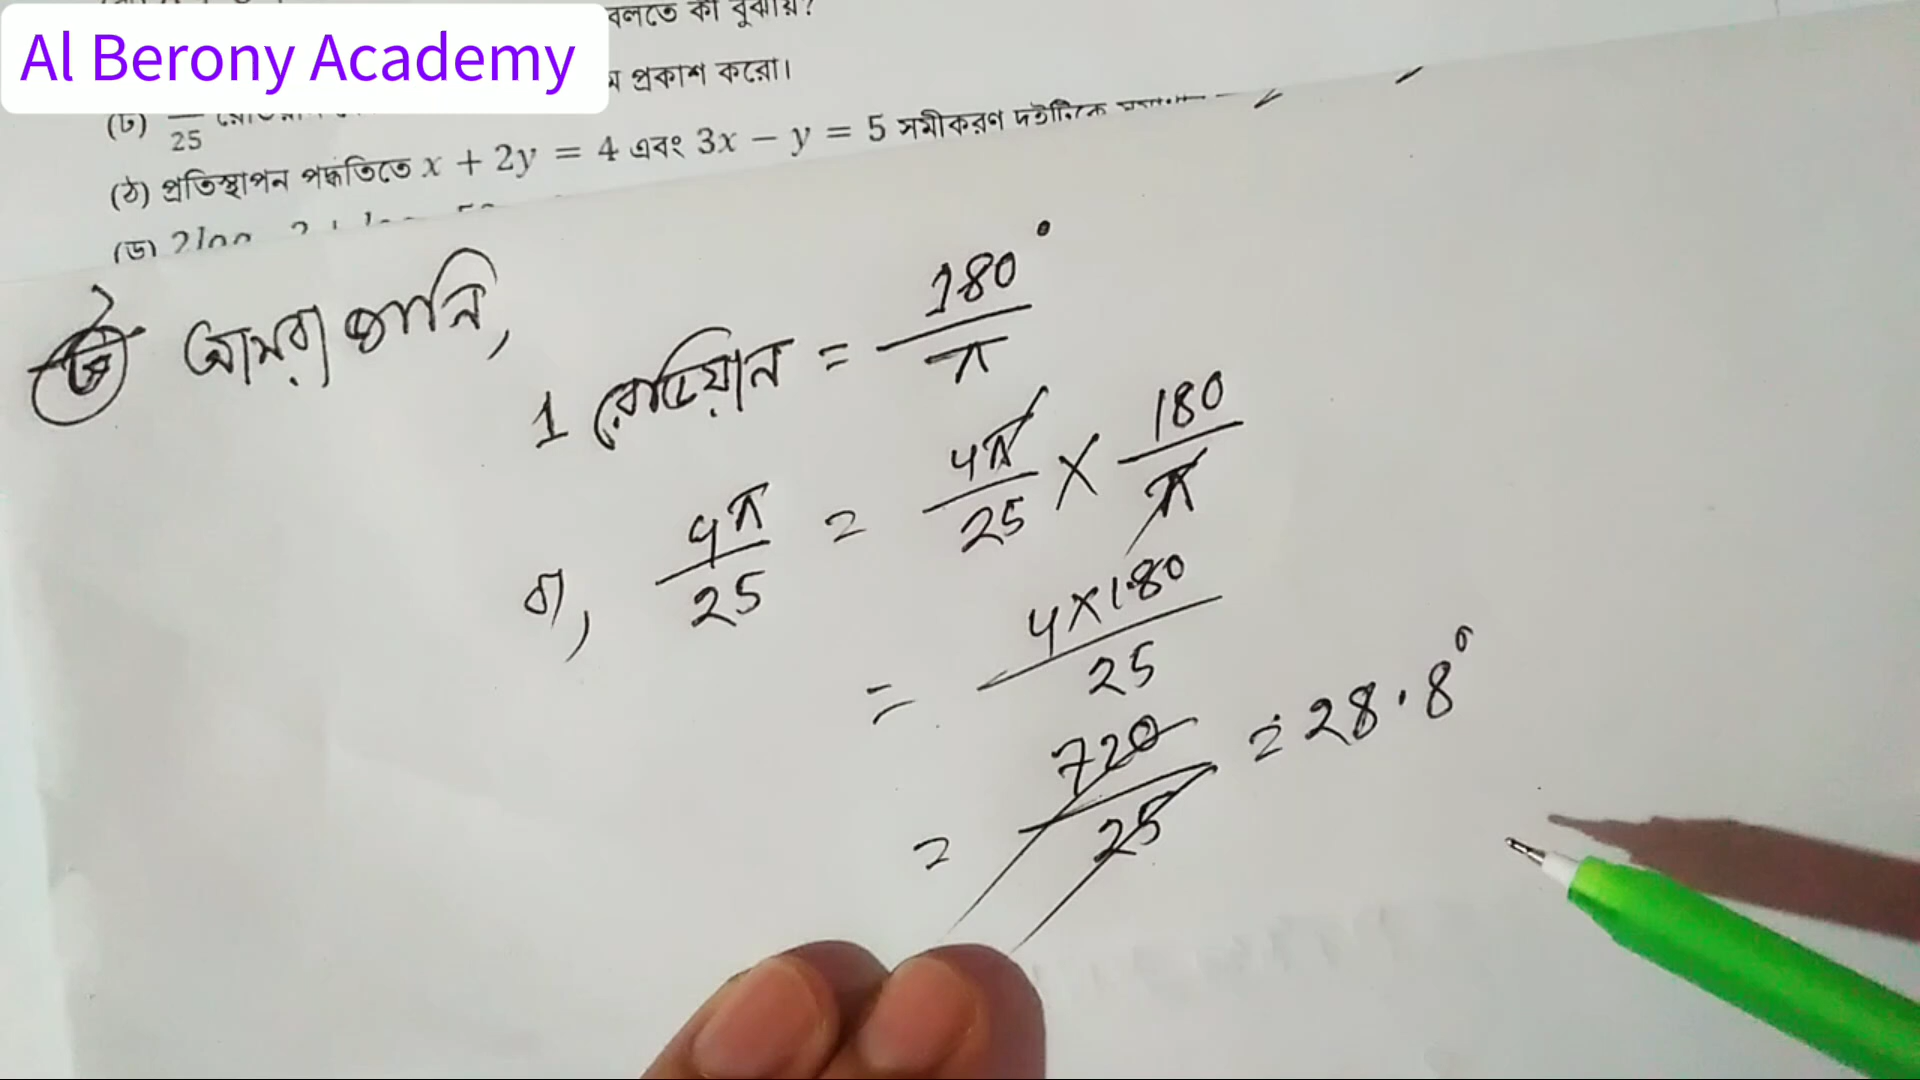 Al Berony Academy
বলতে কী বুঝায়?
প্রকাশ করো।
25
(ঠ) প্রতিস্থাপন পদ্ধতিতে x + 2y = 4 এবং 3x − y = 5 সমীকরণ
(ড)
আমরা জানি,
1 রেডিয়ান = 180° / π
বা, 4π / 25 = 4π / 25 × 180 / π
= 4×180 / 25
= 720 / 25 = 28.8°